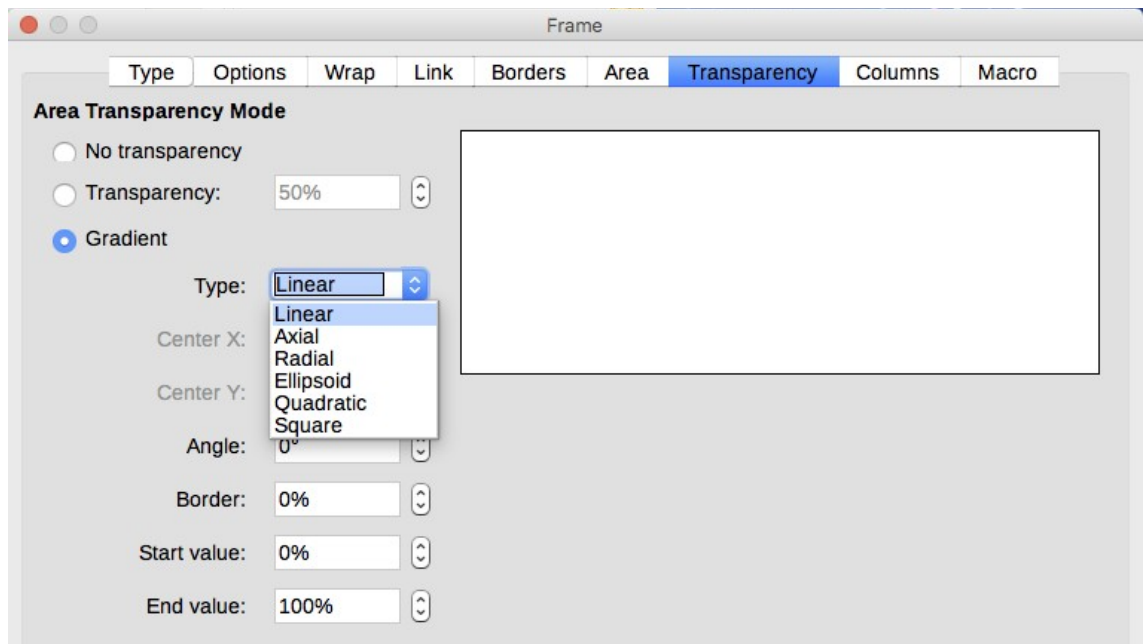 Frame
Type Options Wrap Link Borders Area Transparency Columns Macro
Area Transparency Mode
No transparency
Transparency: 50%
Gradient
Type: Linear
Linear
Axial
Center X:
Radial
Ellipsoid
Center Y:
Quadratic
Square
Angle: 0°
Border: 0%
Start value: 0%
End value: 100%